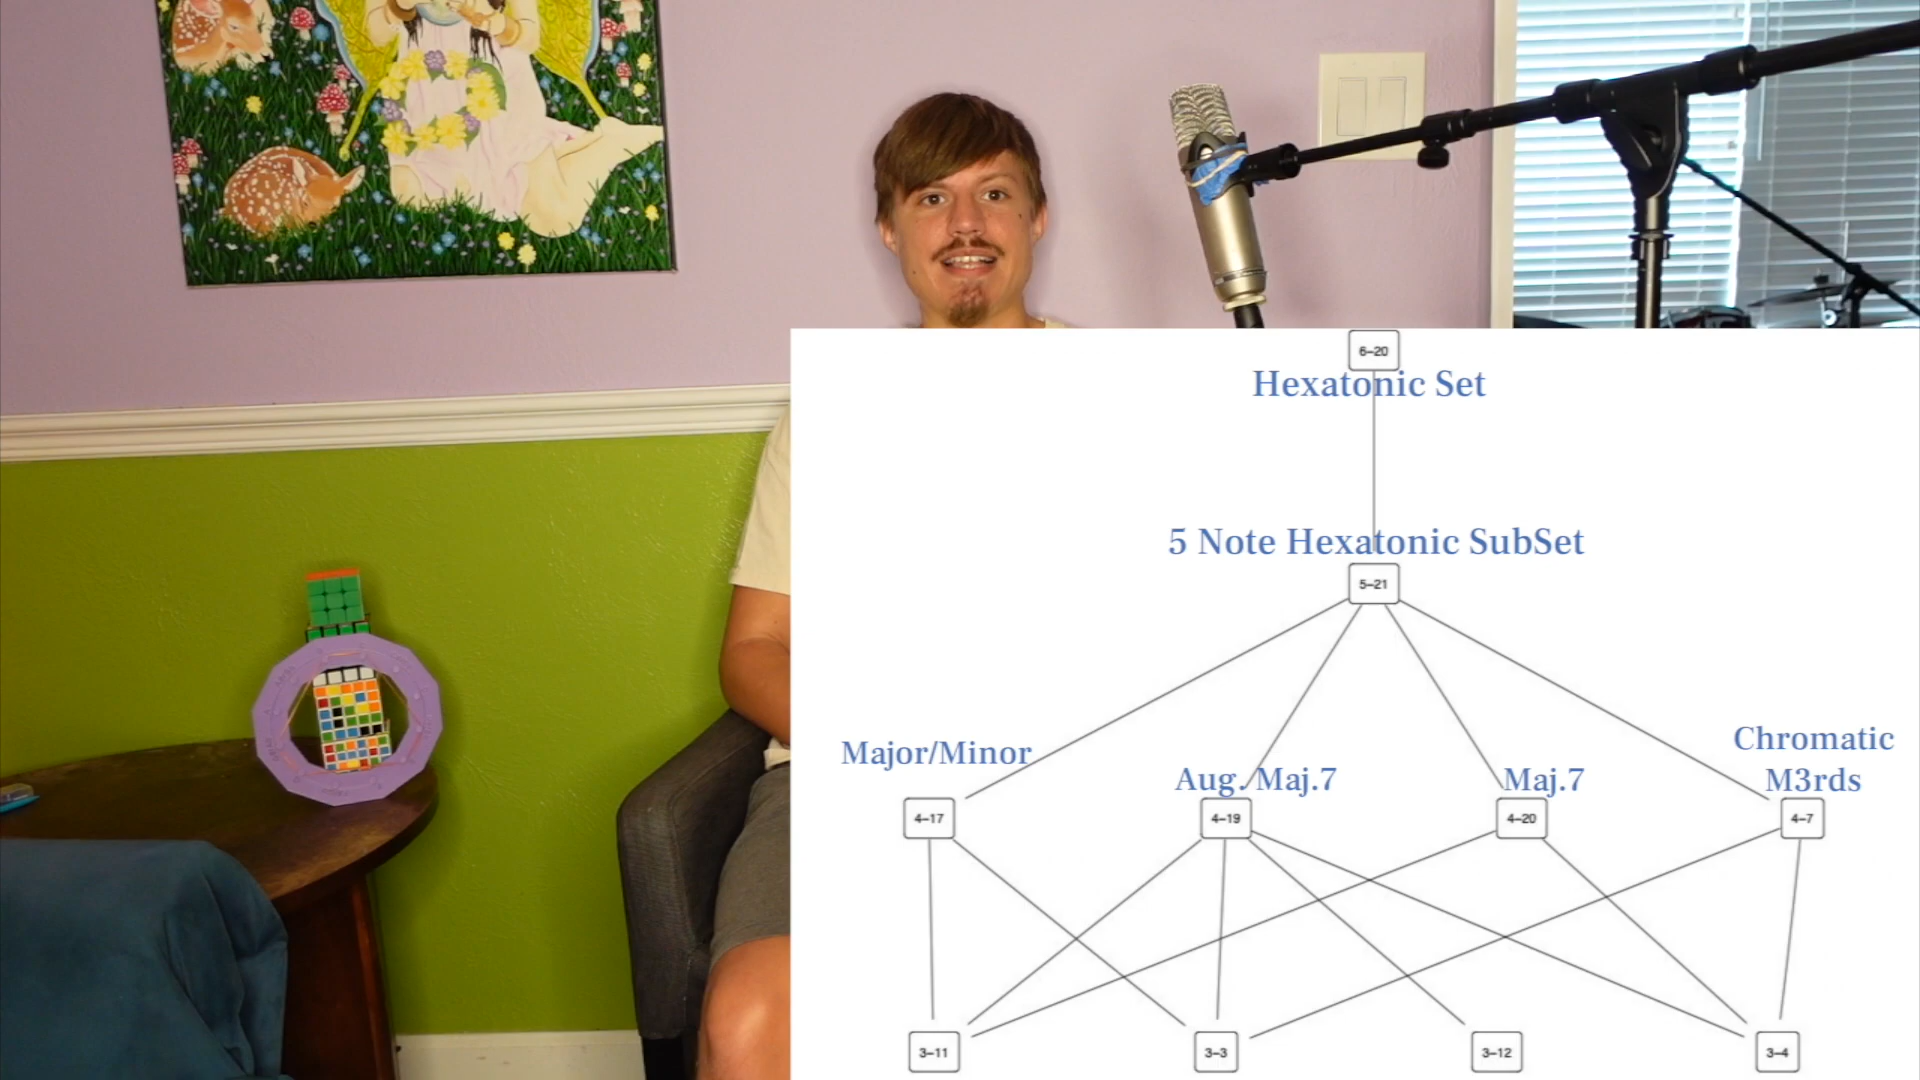 6–20
Hexatonic Set
5 Note Hexatonic SubSet
5–21
Major/Minor
Aug. Maj.7
Maj.7
Chromatic
M3rds
4–17
4–19
4–20
4–7
3–11
3–3
3–12
3–4